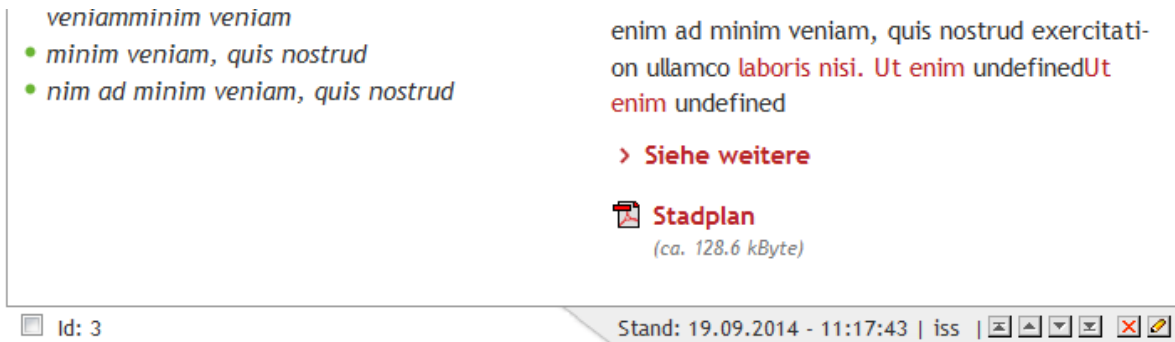 veniamminim veniam
minim veniam, quis nostrud
nim ad minim veniam, quis nostrud
enim ad minim veniam, quis nostrud exercitati-
on ullamco laboris nisi. Ut enim undefinedUt
enim undefined
> Siehe weitere
Stadplan
(ca. 128.6 kByte)
Id: 3
Stand: 19.09.2014 - 11:17:43 | iss |